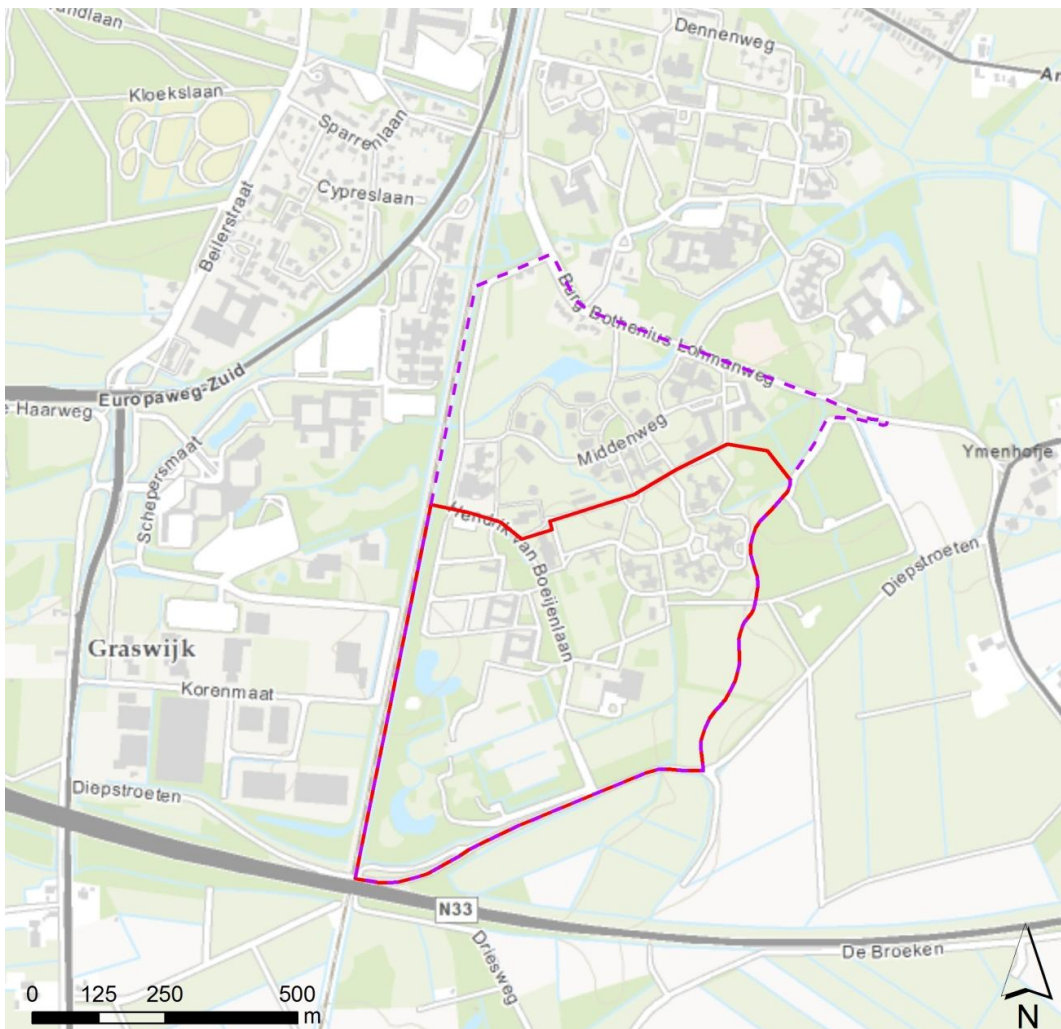 Dennenweg
Kloekslaan
Sparrenlaan
Cypreslaan
Beilerstraat
Burg Bothenius Lohmanweg
Europaweg-Zuid
Haarweg
Middenweg
Ymenhofje
Schepersmaat
Hendrik van Boeijenlaan
Diepstroeten
Graswijk
Korenmaat
Diepstroeten
N33
Driesweg
De Broeken
0 125 250 500
m
N